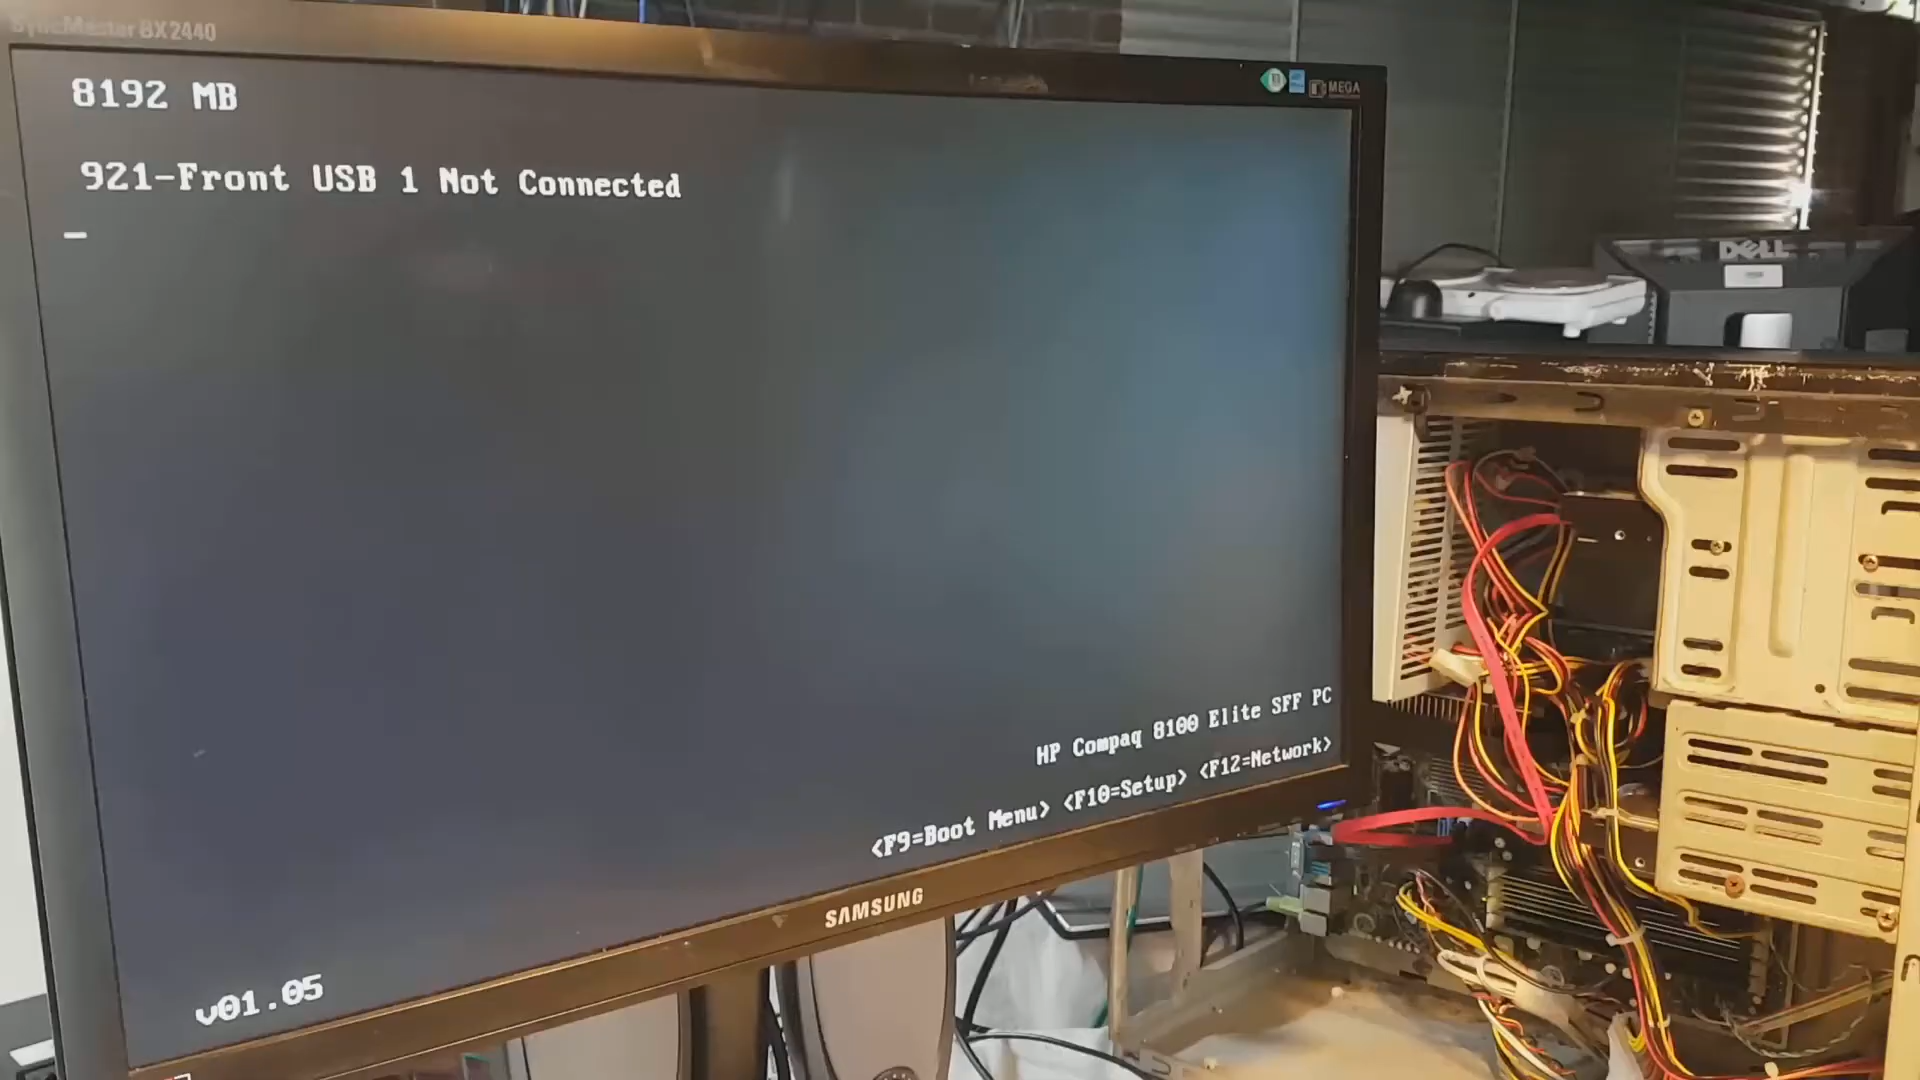 SyncMaster BX2440
MEGA
8192 MB
921-Front USB 1 Not Connected
DELL
HP Compaq 8100 Elite SFF PC
<F9=Boot Menu> <F10=Setup> <F12=Network>
SAMSUNG
v01.05